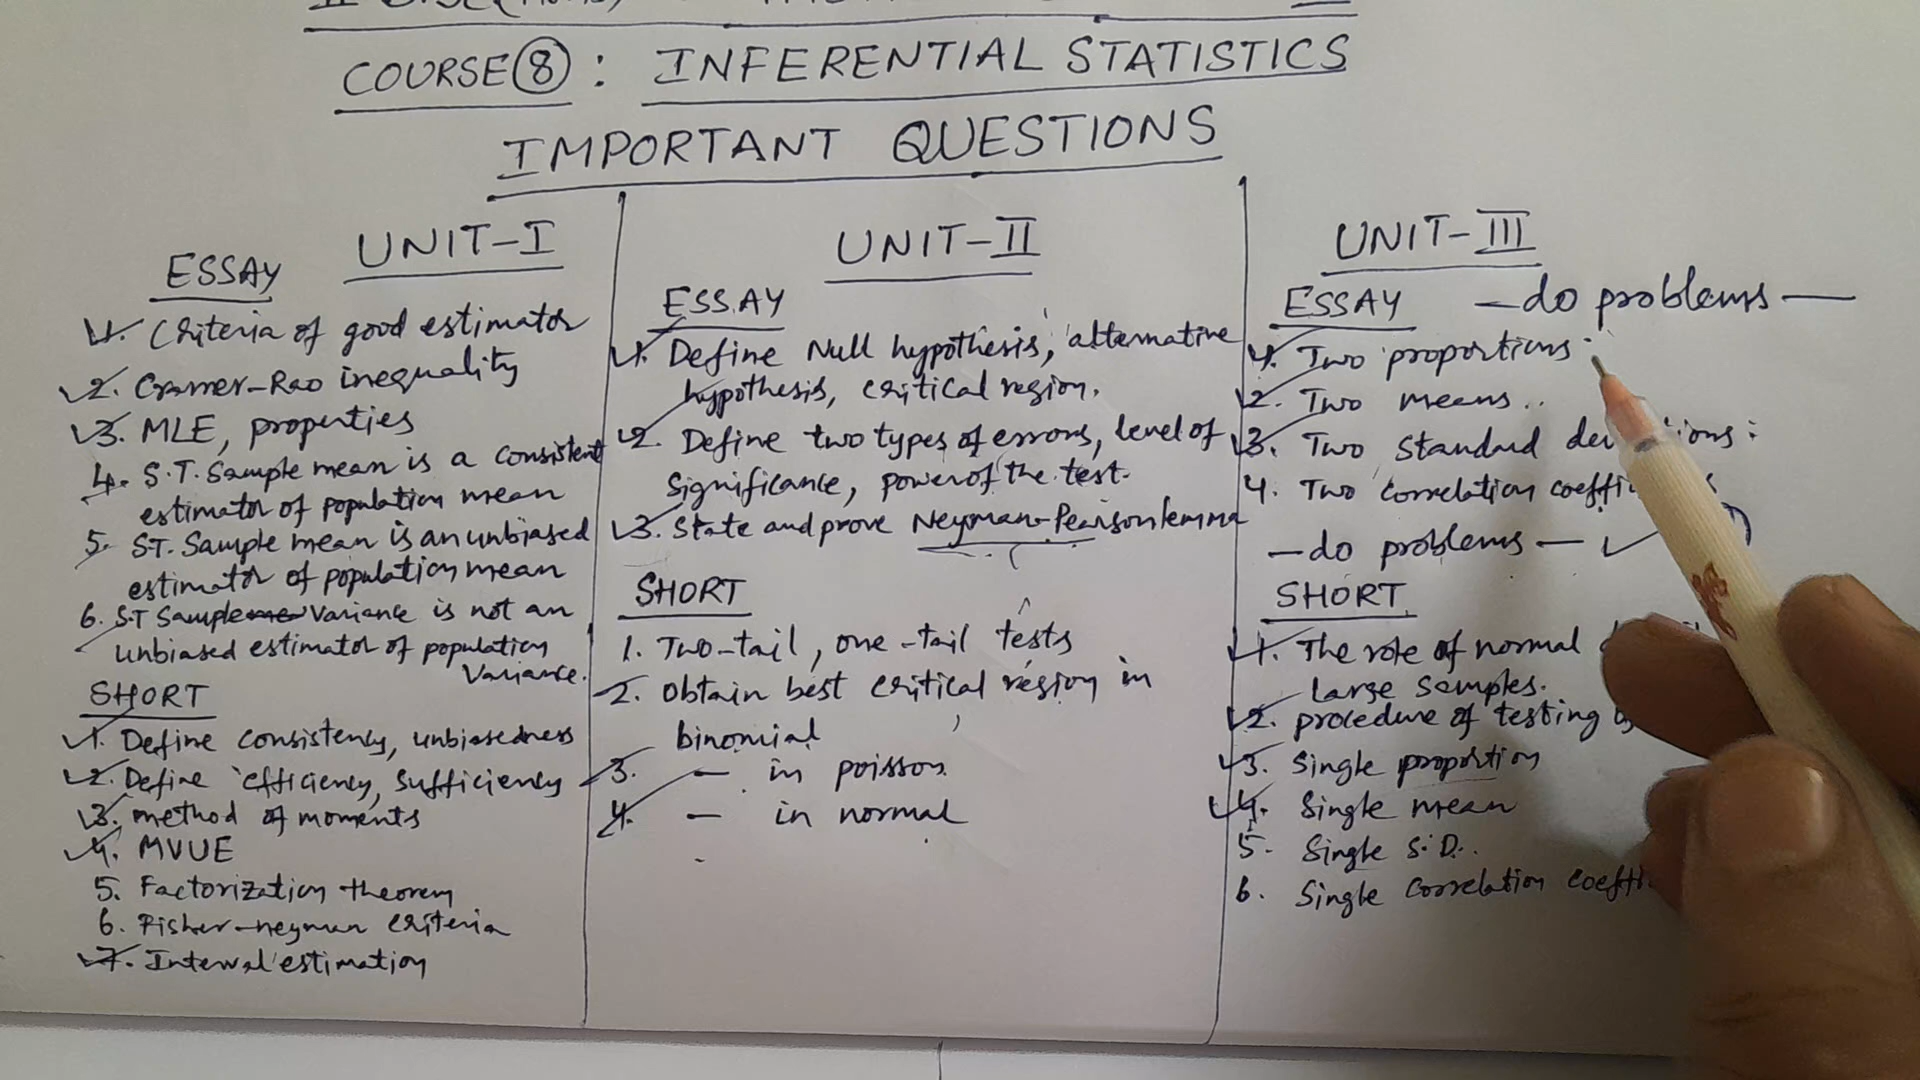 COURSE 8 : INFERENTIAL STATISTICS
IMPORTANT QUESTIONS
UNIT-I
ESSAY
1. Criteria of good estimator
2. Cramer-Rao inequality
3. MLE, properties
4. S.T. Sample mean is a consistent
estimator of population mean
5. S.T. Sample mean is an unbiased
estimator of population mean
6. S.T Sample Variance is not an
unbiased estimator of population
Variance.
SHORT
1. Define consistency, unbiasedness
2. Define efficiency, sufficiency
3. method of moments
4. MVUE
5. Factorization theorem
6. Fisher-neyman criteria
7. Interval estimation
UNIT-II
ESSAY
1. Define Null hypothesis, alternative
hypothesis, critical region.
2. Define two types of errors, level of
significance, power of the test.
3. State and prove Neyman-Pearson lemma
SHORT
1. Two-tail, one-tail tests
2. Obtain best critical region in
binomial
3. — in poisson
4. — in normal
UNIT-III
ESSAY — do problems —
1. Two proportions
2. Two means
3. Two Standard
4. Two correlation
— do problems —
SHORT
1. The role of normal
large samples.
2. procedure of testing
3. Single proportion
4. Single mean
5. Single S.D.
6. Single correlation